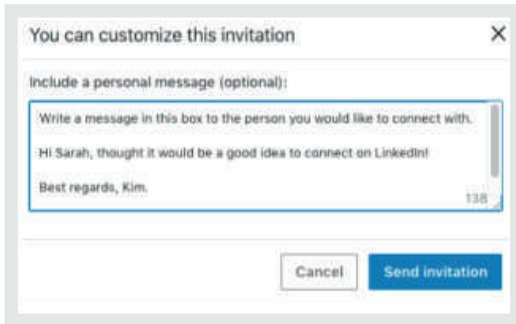 You can customize this invitation
Include a personal message (optional):
Write a message in this box to the person you would like to connect with.
Hi Sarah, thought it would be a good idea to connect on LinkedIn!
Best regards, Kim.
138
Cancel
Send invitation